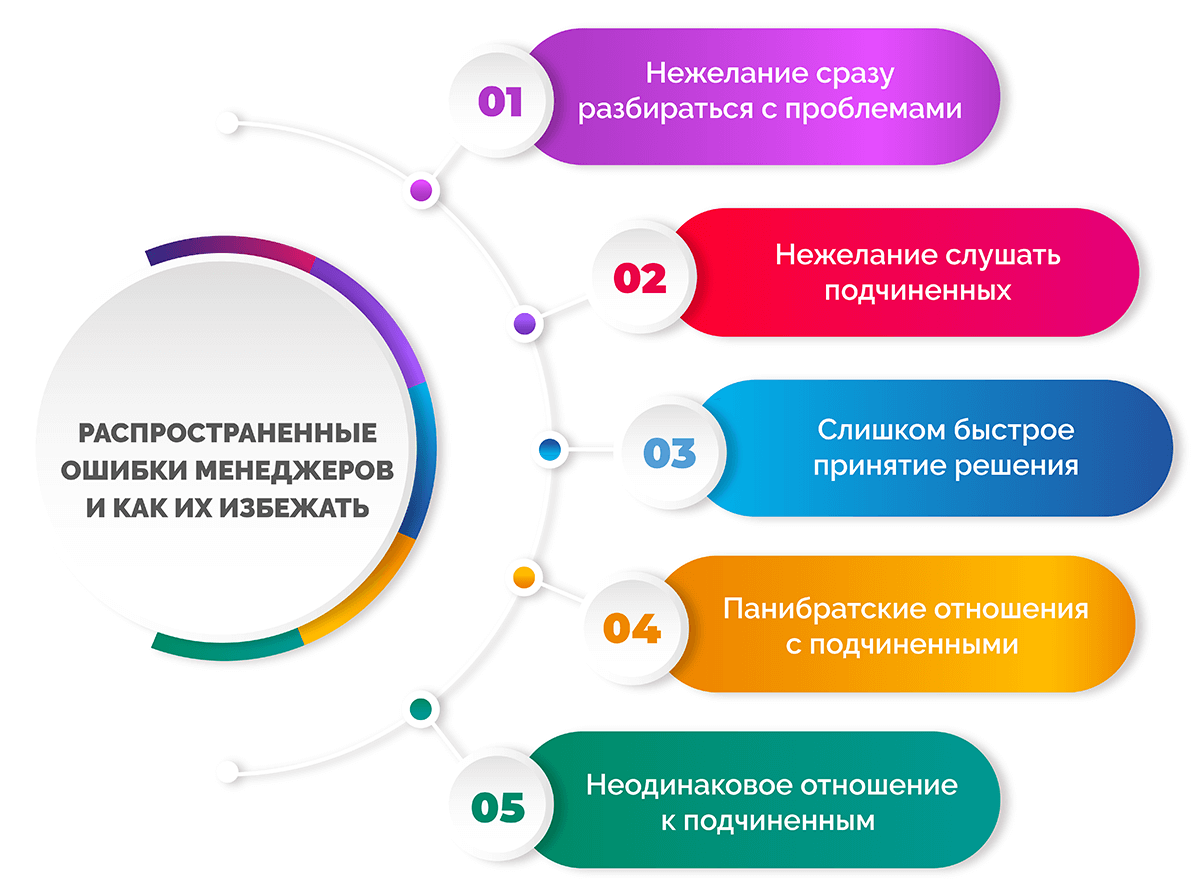 РАСПРОСТРАНЕННЫЕ
ОШИБКИ МЕНЕДЖЕРОВ
И КАК ИХ ИЗБЕЖАТЬ
01
Нежелание сразу
разбираться с проблемами
02
Нежелание слушать
подчиненных
03
Слишком быстрое
принятие решения
04
Панибратские отношения
с подчиненными
05
Неодинаковое отношение
к подчиненным